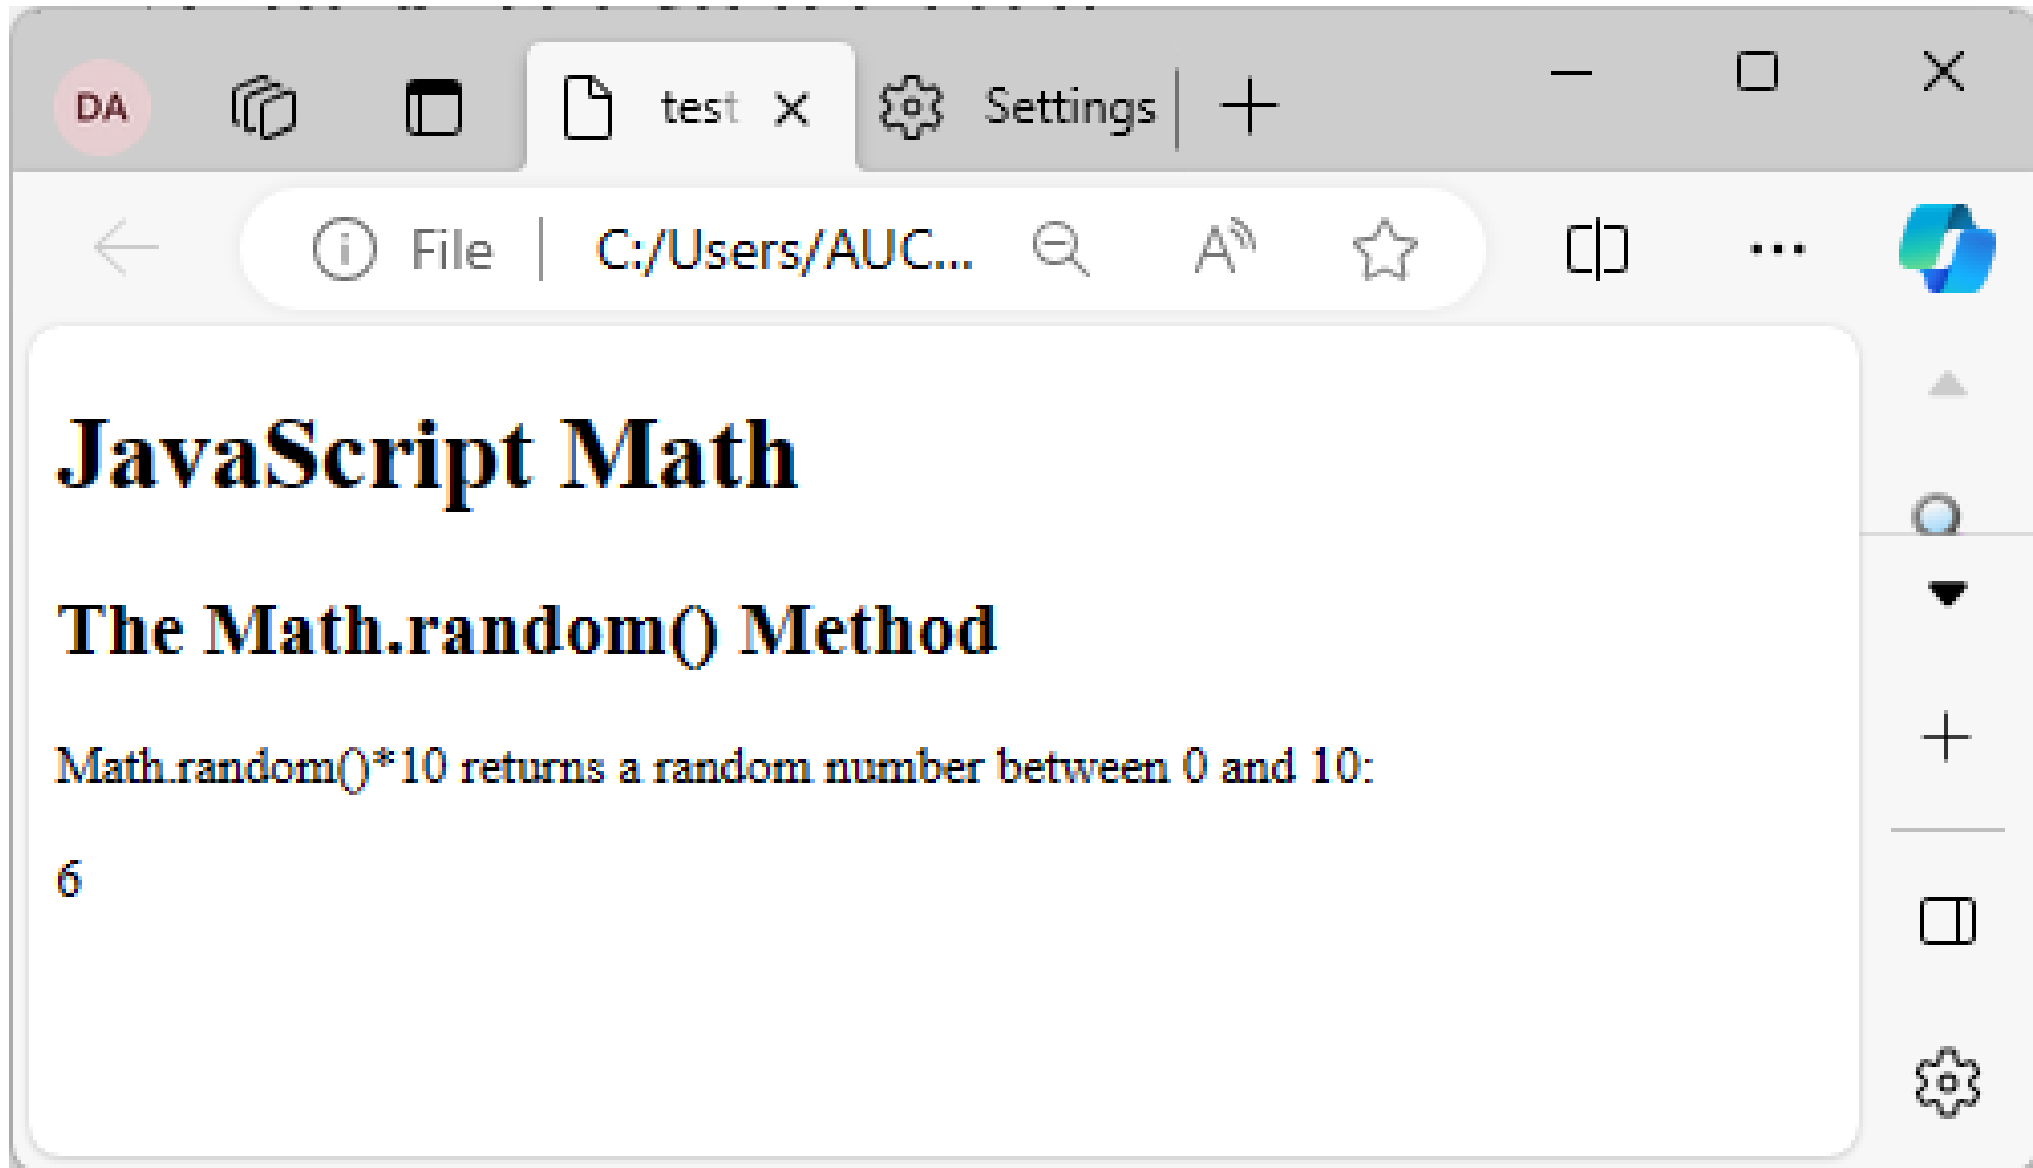 DA
test
Settings
File
C:/Users/AUC...
A
JavaScript Math
The Math.random() Method
Math.random()*10 returns a random number between 0 and 10:
6